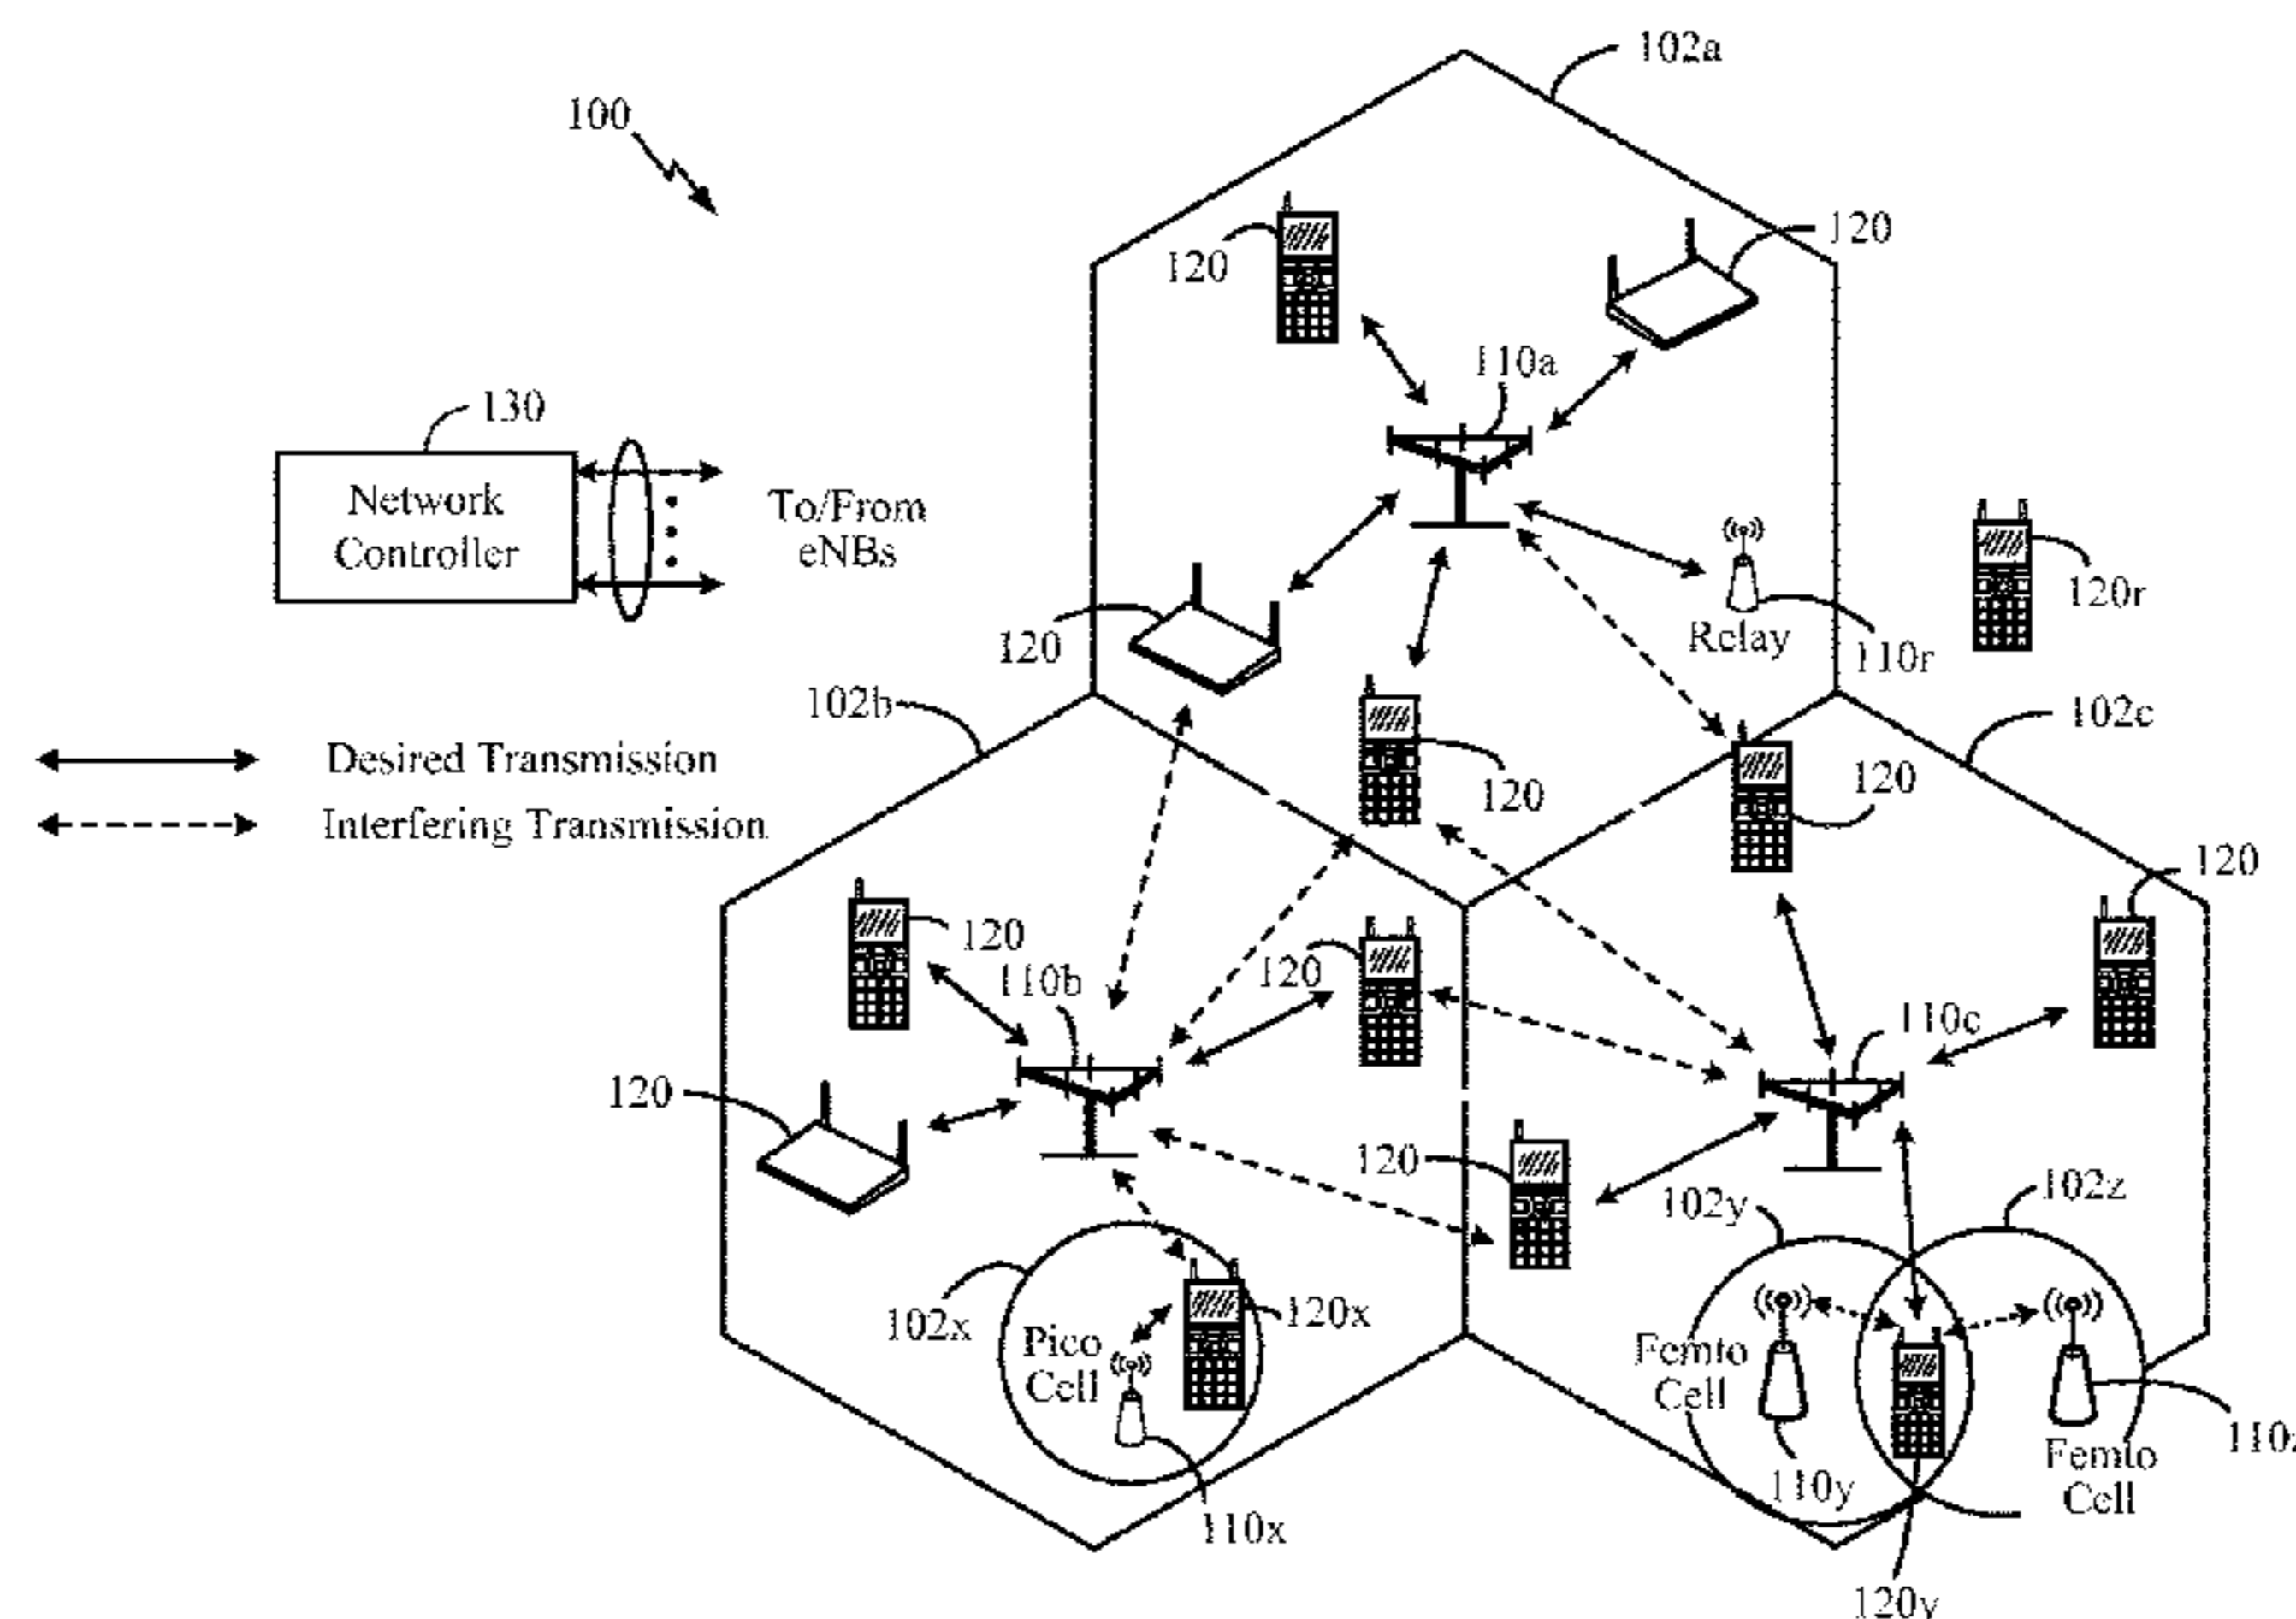 102a
100
120
120
110a
130
Network
Controller
To/From
eNBs
120r
120
Relay
110r
102b
102c
Desired Transmission
120
120
Interfering Transmission
120
120
110b
120
110c
120
120
102y
102z
102x
120x
Pico
Cell
Femto
Cell
110y
Femto
Cell
110x
120y